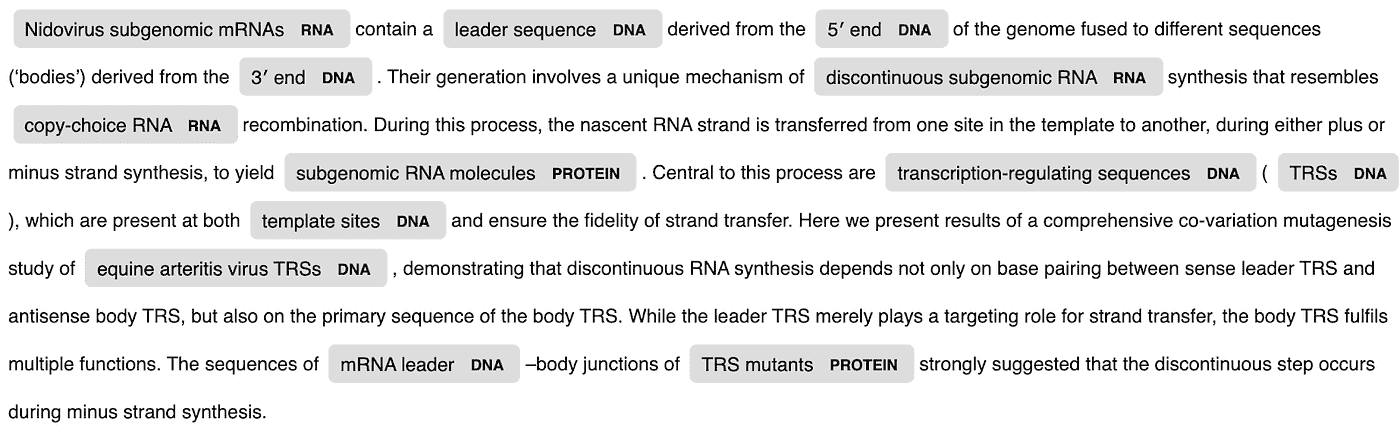 Nidovirus subgenomic mRNAs RNA contain a leader sequence DNA derived from the 5′ end DNA of the genome fused to different sequences
(‘bodies’) derived from the 3′ end DNA . Their generation involves a unique mechanism of discontinuous subgenomic RNA RNA synthesis that resembles
copy-choice RNA RNA recombination. During this process, the nascent RNA strand is transferred from one site in the template to another, during either plus or
minus strand synthesis, to yield subgenomic RNA molecules PROTEIN . Central to this process are transcription-regulating sequences DNA ( TRSs DNA
), which are present at both template sites DNA and ensure the fidelity of strand transfer. Here we present results of a comprehensive co-variation mutagenesis
study of equine arteritis virus TRSs DNA , demonstrating that discontinuous RNA synthesis depends not only on base pairing between sense leader TRS and
antisense body TRS, but also on the primary sequence of the body TRS. While the leader TRS merely plays a targeting role for strand transfer, the body TRS fulfils
multiple functions. The sequences of mRNA leader DNA –body junctions of TRS mutants PROTEIN strongly suggested that the discontinuous step occurs
during minus strand synthesis.